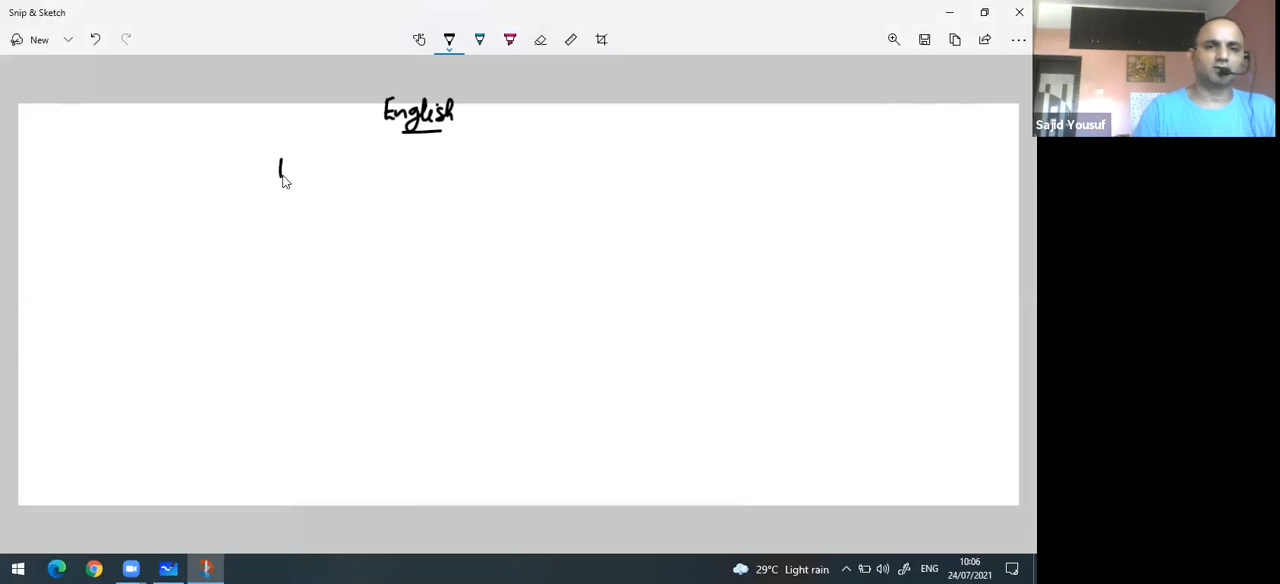 Snip & Sketch
New
English
Sajid Yousuf
29°C Light rain
ENG
10:06
24/07/2021